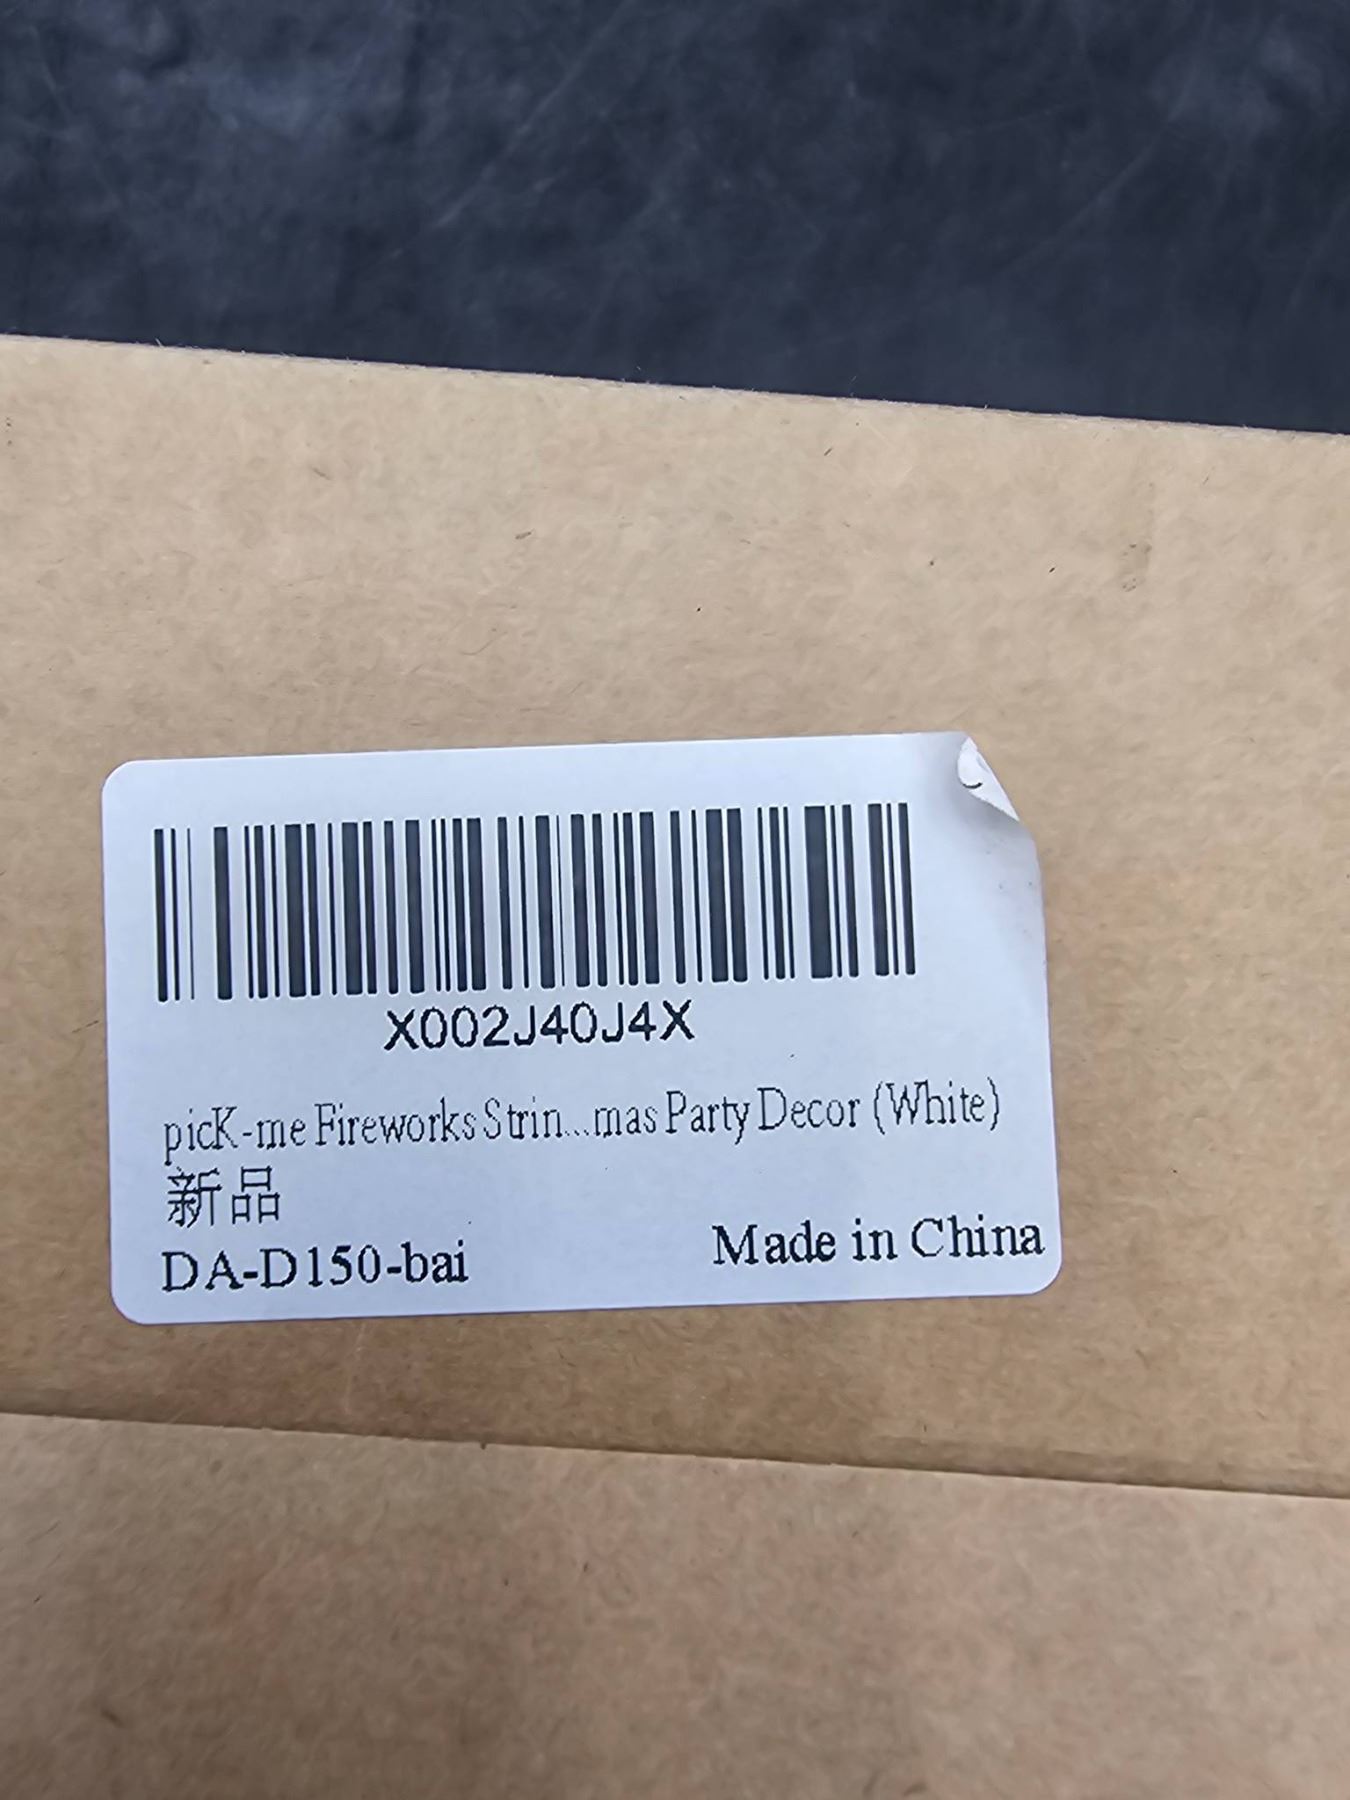 X002J40J4X
picK-me Fireworks Strin...mas Party Decor (White)
新品
DA-D150-bai
Made in China